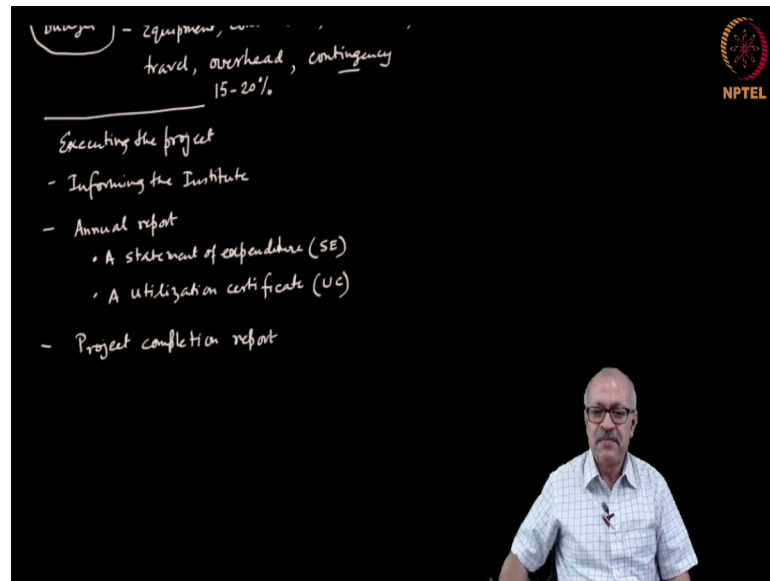 Equipment,
travel, overhead, contingency
15-20%
NPTEL
Executing the project
- Informing the Institute
- Annual report
• A statement of expenditure (SE)
• A utilization certificate (UC)
- Project completion report